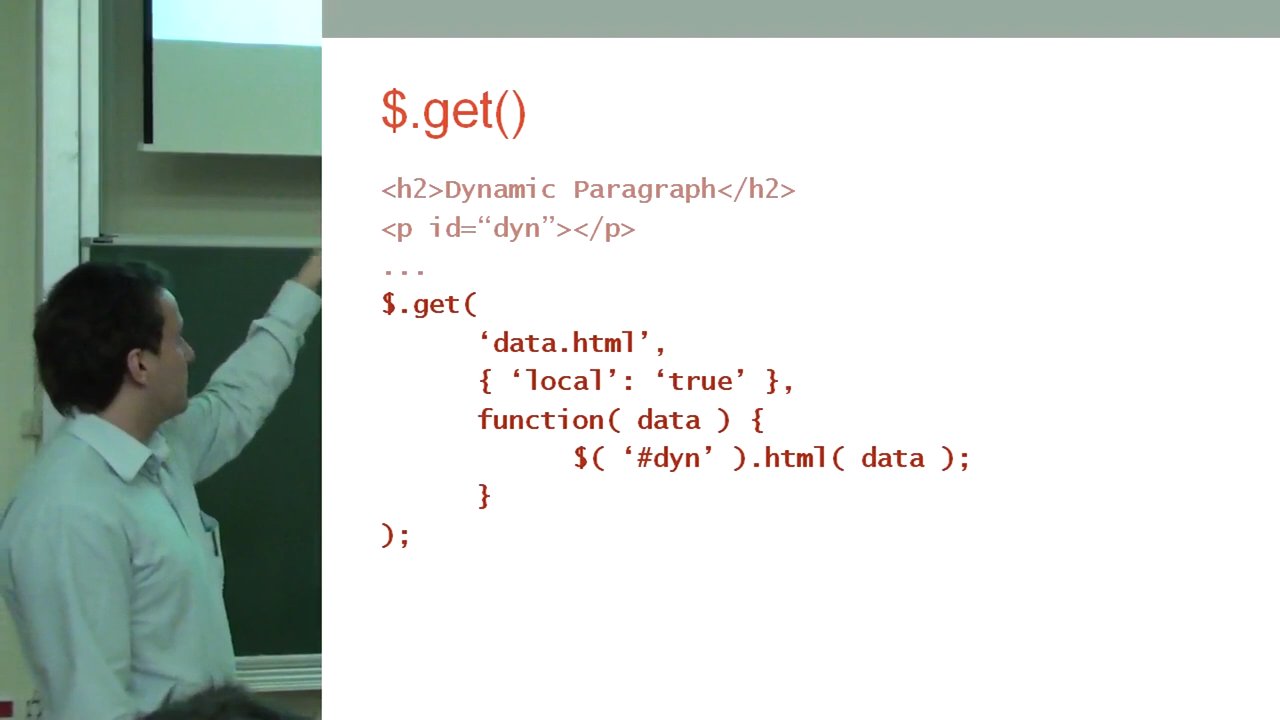 $.get()
<h2>Dynamic Paragraph</h2>
<p id=“dyn”></p>
...
$.get(
‘data.html’,
{ ‘local’: ‘true’ },
function( data ) {
$( ‘#dyn’ ).html( data );
}
);